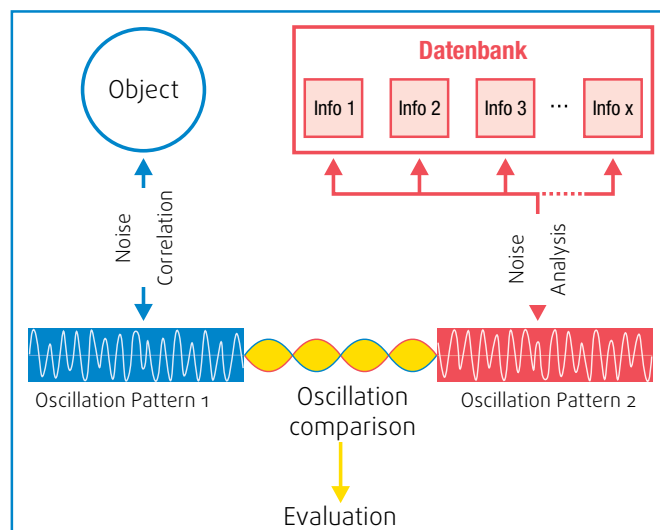 Object
Datenbank
Info 1 Info 2 Info 3 ... Info x
Noise
Correlation
Noise
Analysis
Oscillation Pattern 1
Oscillation
comparison
Oscillation Pattern 2
Evaluation